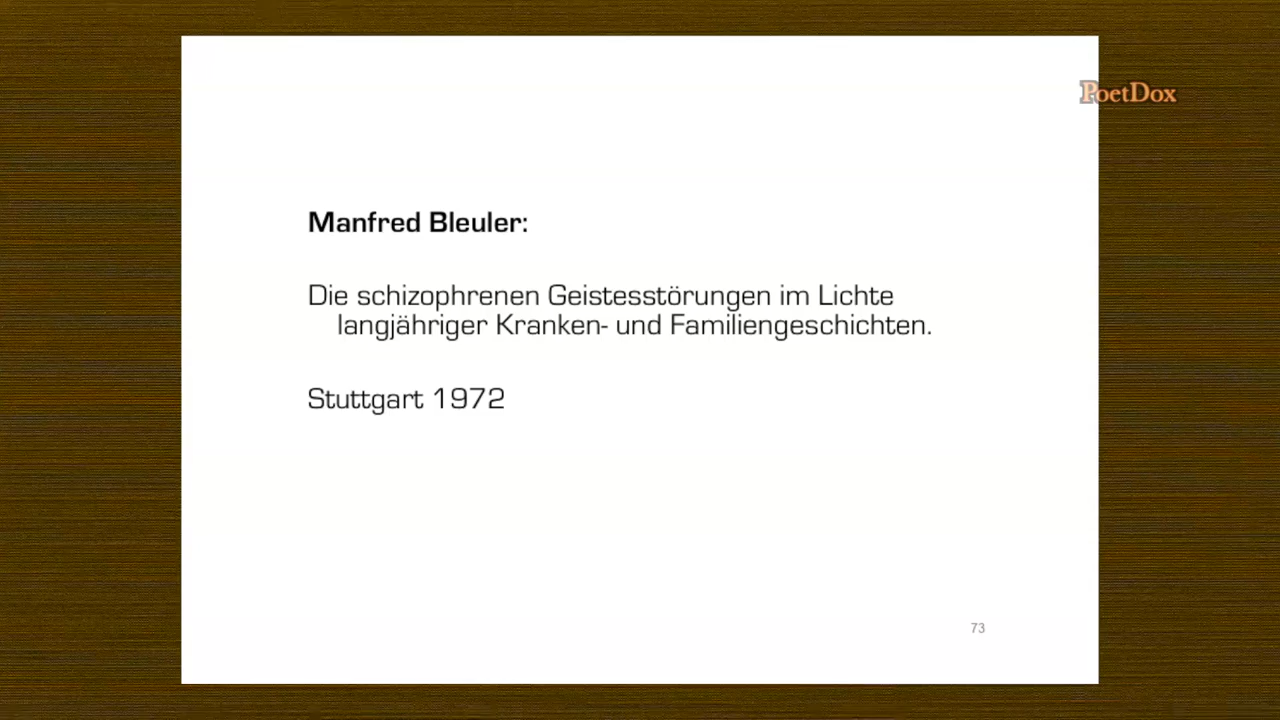 PoetDox
Manfred Bleuler:
Die schizophrenen Geistesstörungen im Lichte
langjähriger Kranken- und Familiengeschichten.
Stuttgart 1972
73